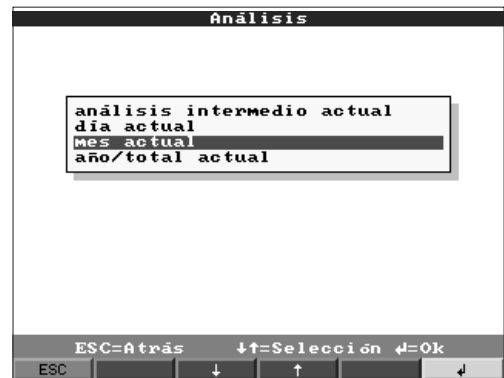 Análisis
análisis intermedio actual
día actual
mes actual
año/total actual
ESC=Atrás ↓↑=Selección ↲=Ok
ESC ↓ ↑ ↲